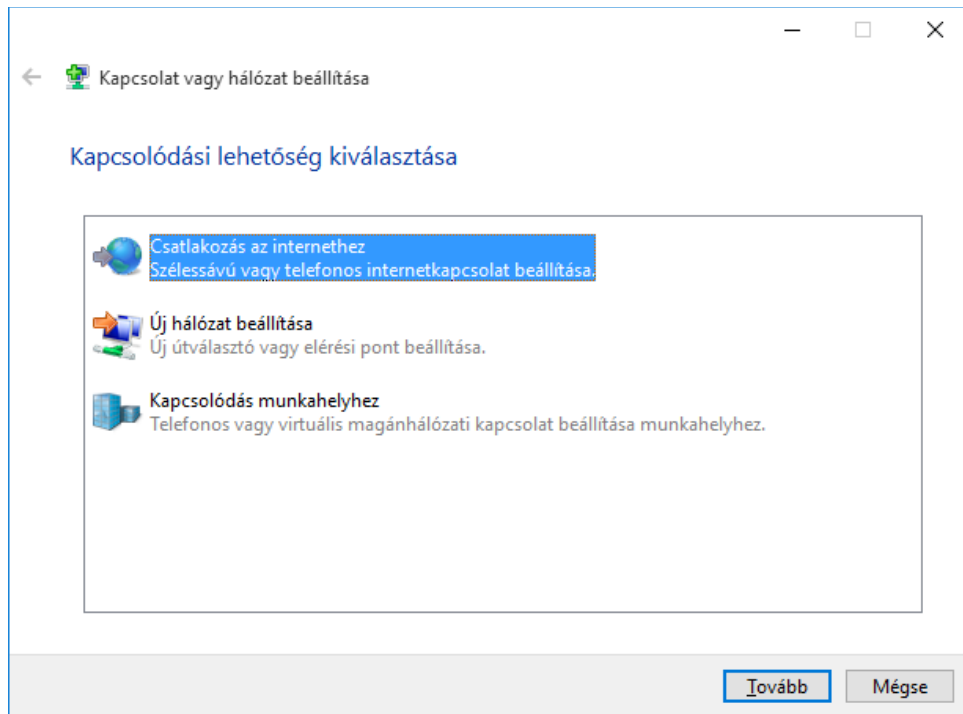 Kapcsolat vagy hálózat beállítása
Kapcsolódási lehetőség kiválasztása
Csatlakozás az internethez
Szélessávú vagy telefonos internetkapcsolat beállítása.
Új hálózat beállítása
Új útválasztó vagy elérési pont beállítása.
Kapcsolódás munkahelyhez
Telefonos vagy virtuális magánhálózati kapcsolat beállítása munkahelyhez.
Tovább
Mégse